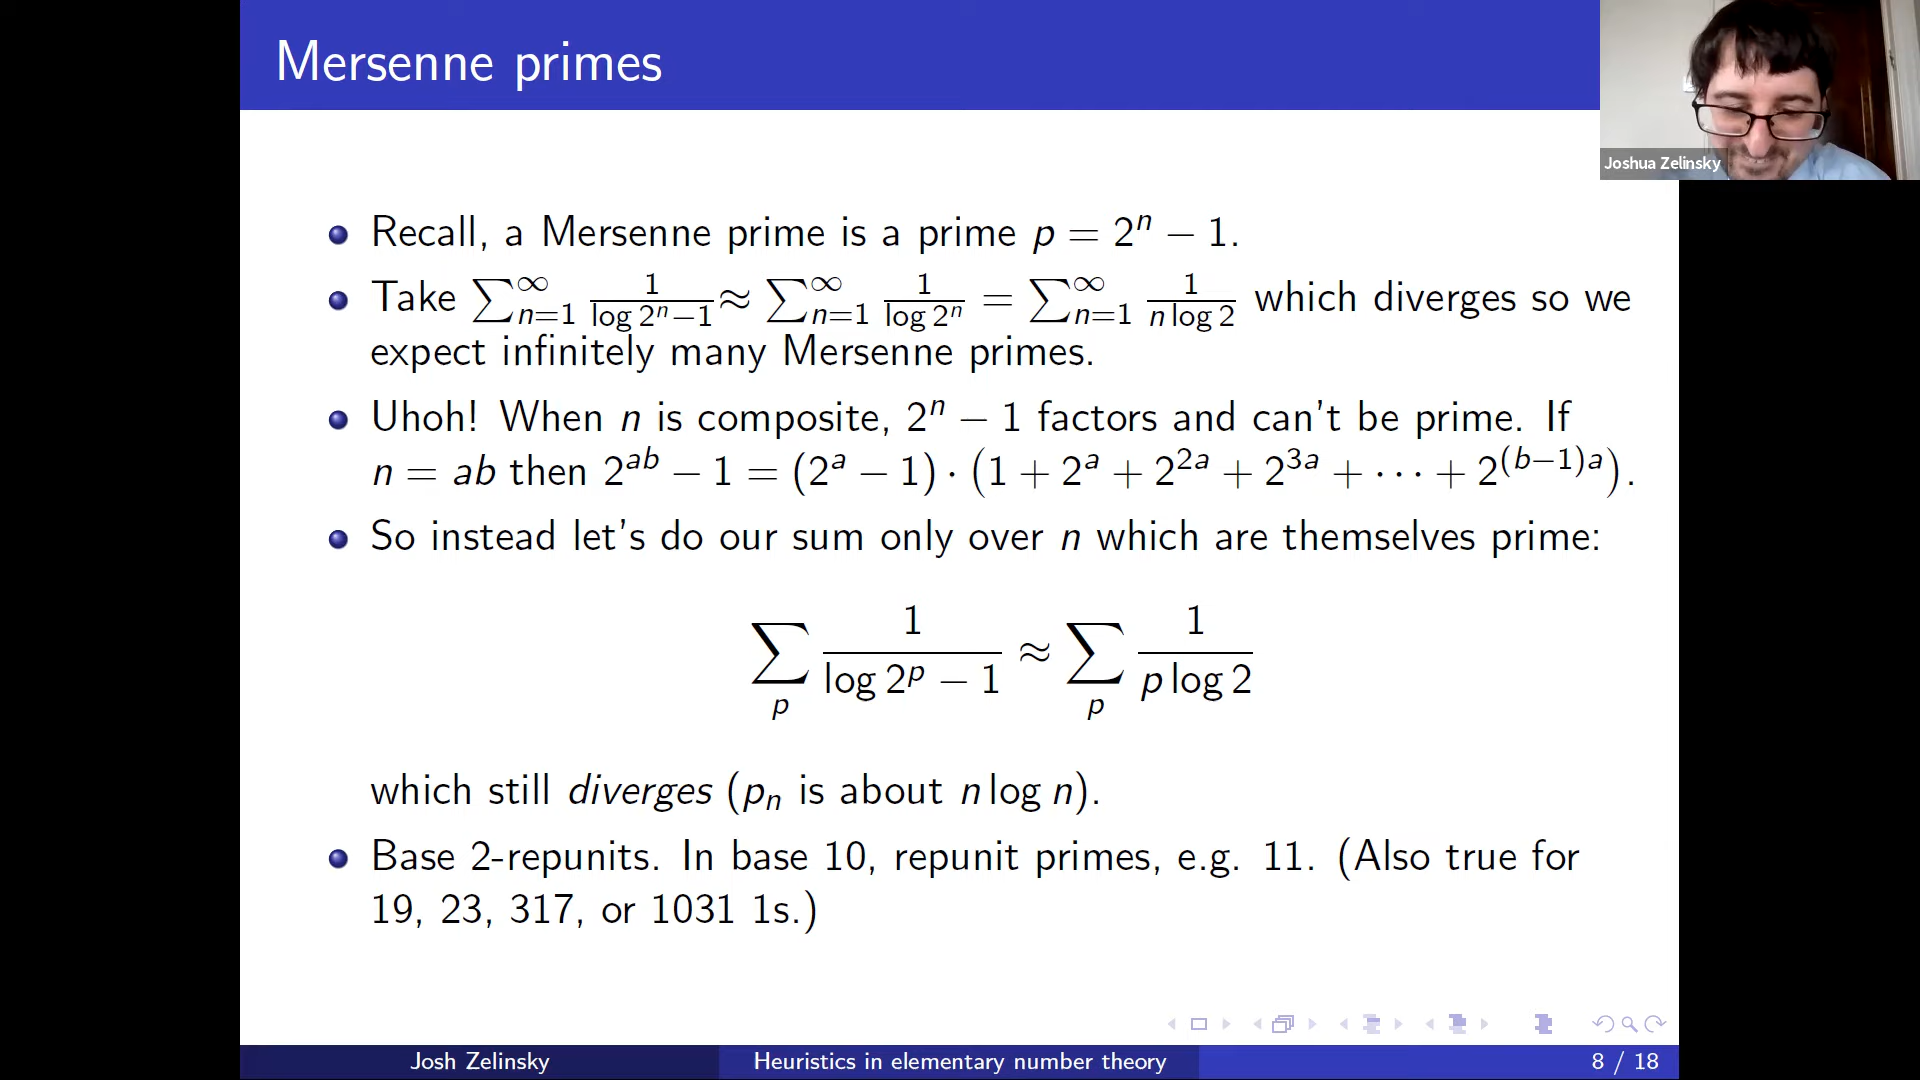 Mersenne primes
Joshua Zelinsky
Recall, a Mersenne prime is a prime p = 2^n − 1.
Take ∑_{n=1}^∞ 1/(log 2^n−1) ≈ ∑_{n=1}^∞ 1/(log 2^n) = ∑_{n=1}^∞ 1/(n log 2) which diverges so we
expect infinitely many Mersenne primes.
Uhoh! When n is composite, 2^n − 1 factors and can't be prime. If
n = ab then 2^{ab} − 1 = (2^a − 1) · (1 + 2^a + 2^{2a} + 2^{3a} + ⋯ + 2^{(b−1)a}).
So instead let's do our sum only over n which are themselves prime:
∑_p 1/(log 2^p − 1) ≈ ∑_p 1/(p log 2)
which still diverges (p_n is about n log n).
Base 2-repunits. In base 10, repunit primes, e.g. 11. (Also true for
19, 23, 317, or 1031 1s.)
Josh Zelinsky
Heuristics in elementary number theory
8 / 18